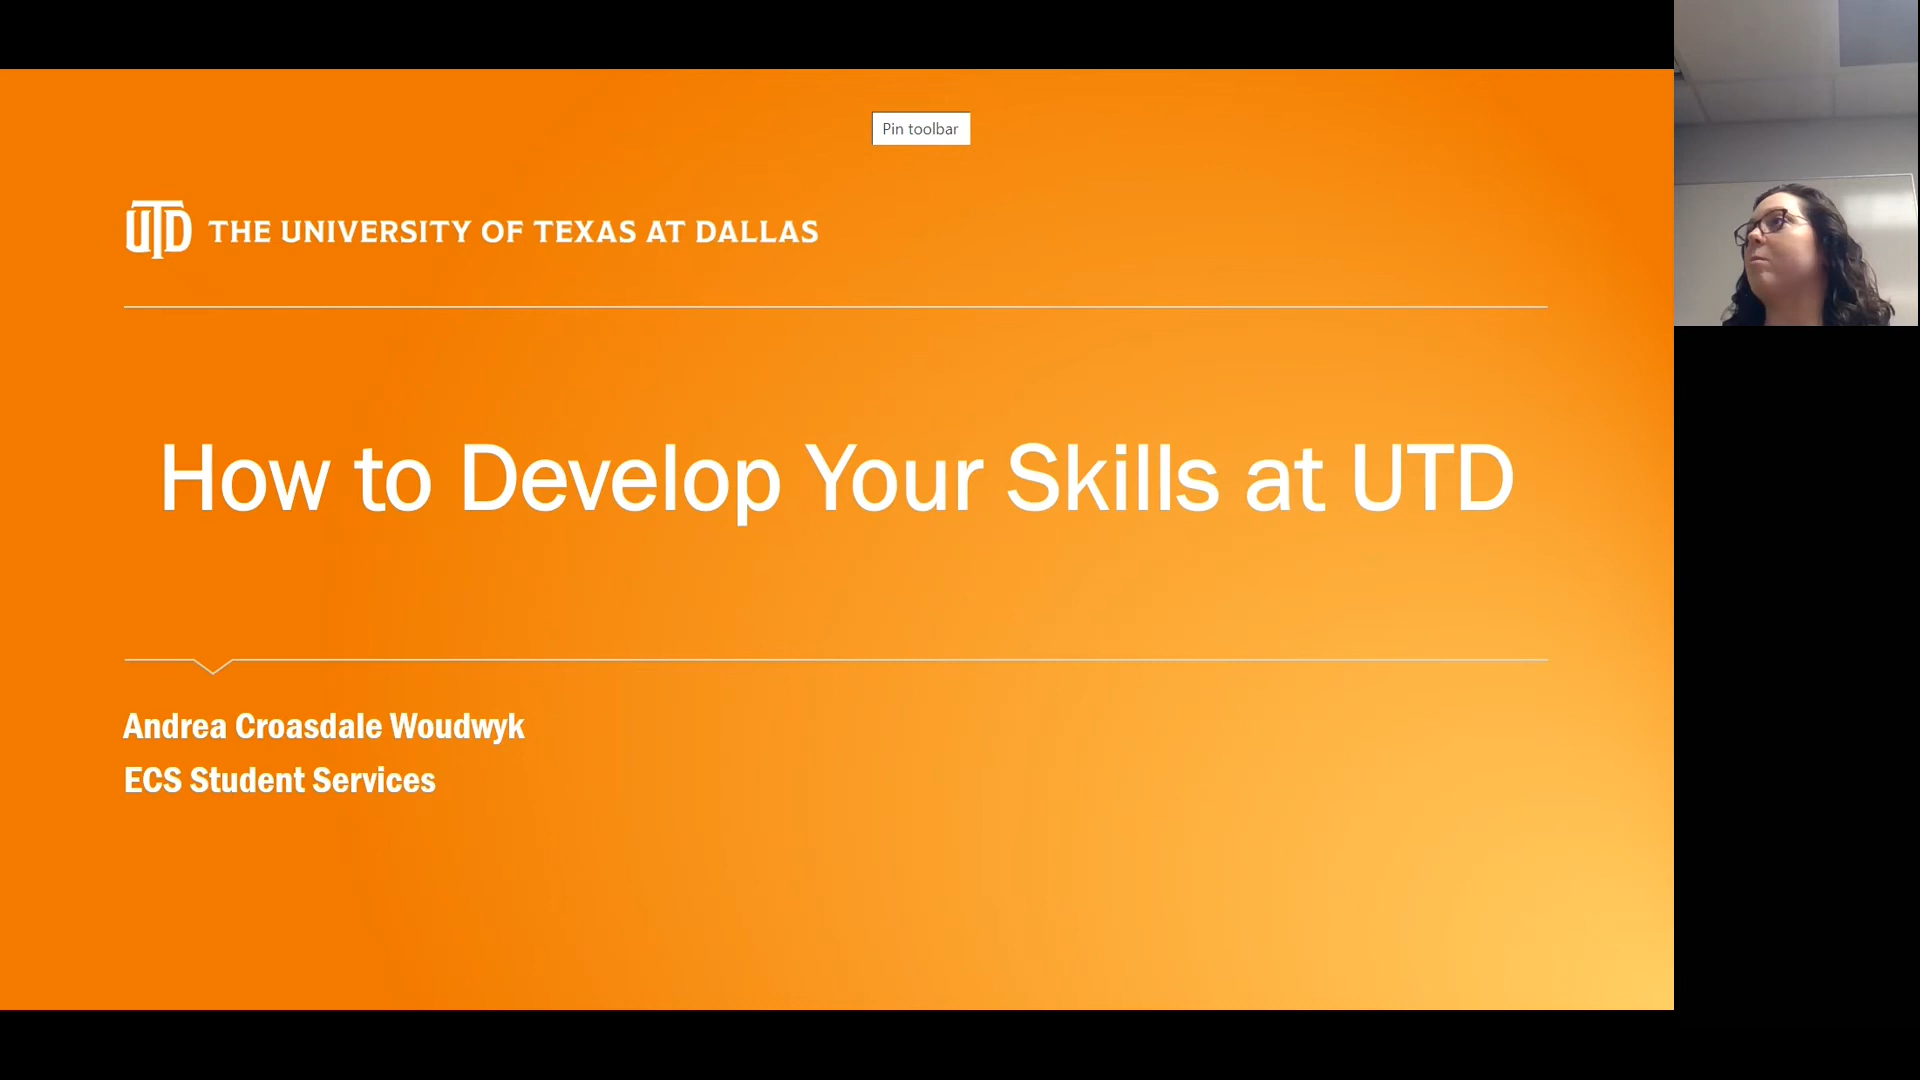 Pin toolbar
UTD THE UNIVERSITY OF TEXAS AT DALLAS
How to Develop Your Skills at UTD
Andrea Croasdale Woudwyk
ECS Student Services